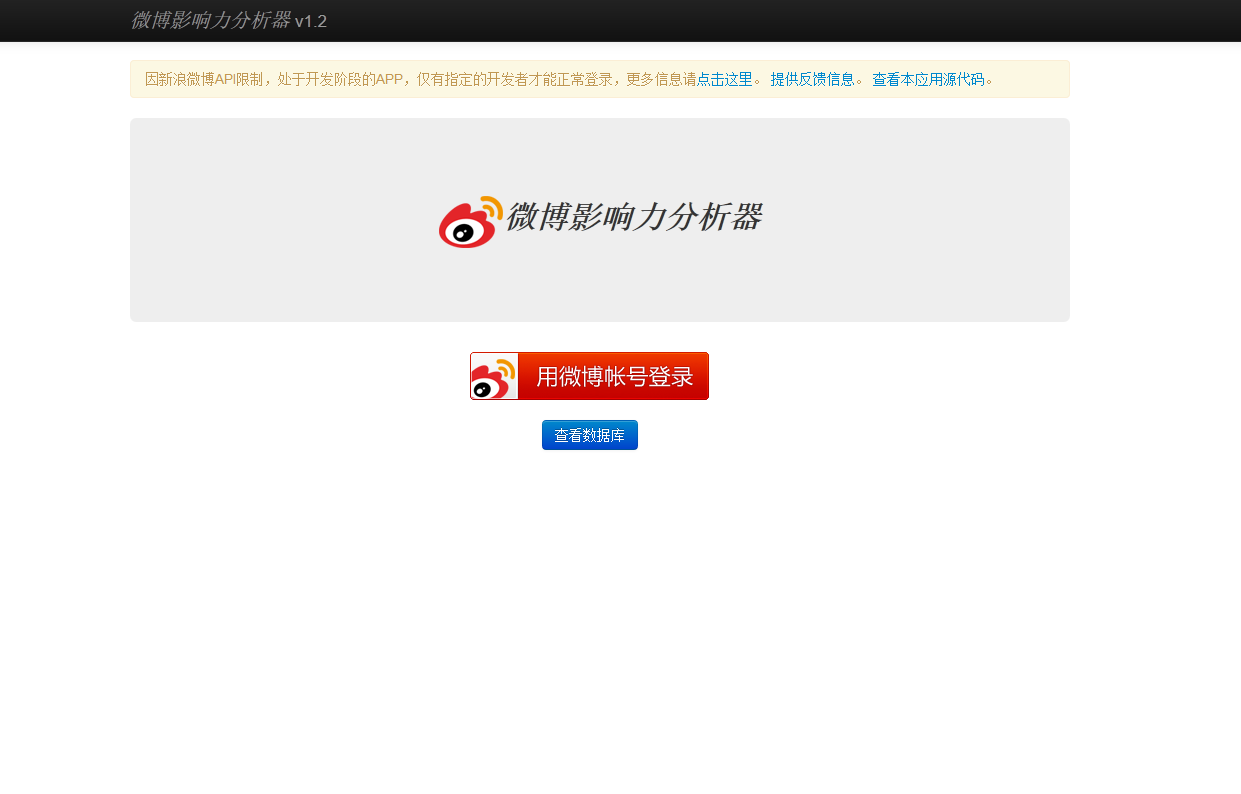 微博影响力分析器 v1.2
因新浪微博API限制，处于开发阶段的APP，仅有指定的开发者才能正常登录，更多信息请点击这里。 提供反馈信息。 查看本应用源代码。
微博影响力分析器
用微博帐号登录
查看数据库